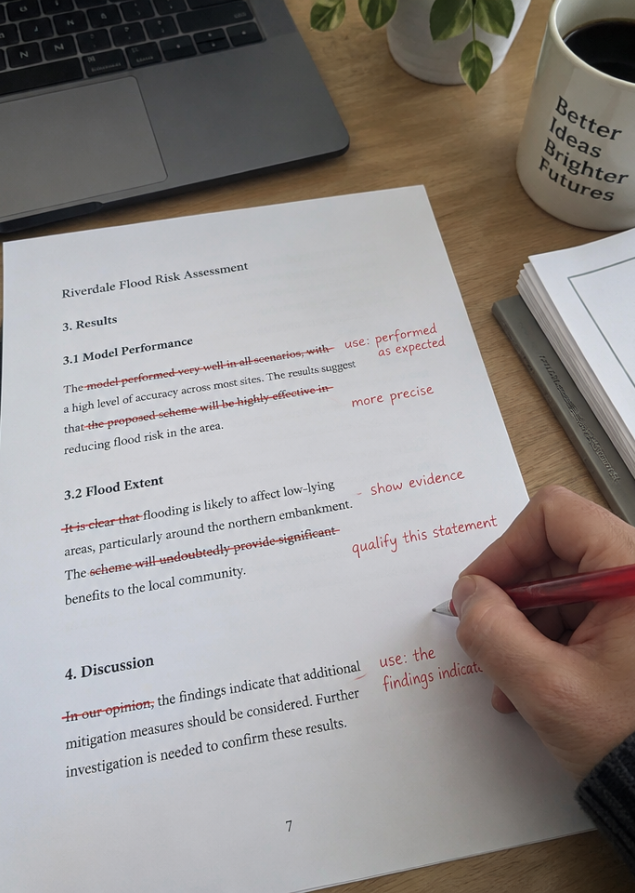 Better
Ideas
Brighter
Futures
Riverdale Flood Risk Assessment
3. Results
3.1 Model Performance
The model performed very well in all scenarios, with
use: performed
as expected
a high level of accuracy across most sites. The results suggest
that the proposed scheme will be highly effective in
more precise
reducing flood risk in the area.
3.2 Flood Extent
It is clear that flooding is likely to affect low-lying
- show evidence
areas, particularly around the northern embankment.
The scheme will undoubtedly provide significant
qualify this statement
benefits to the local community.
4. Discussion
In our opinion, the findings indicate that additional
use: the
findings
mitigation measures should be considered. Further
investigation is needed to confirm these results.
7